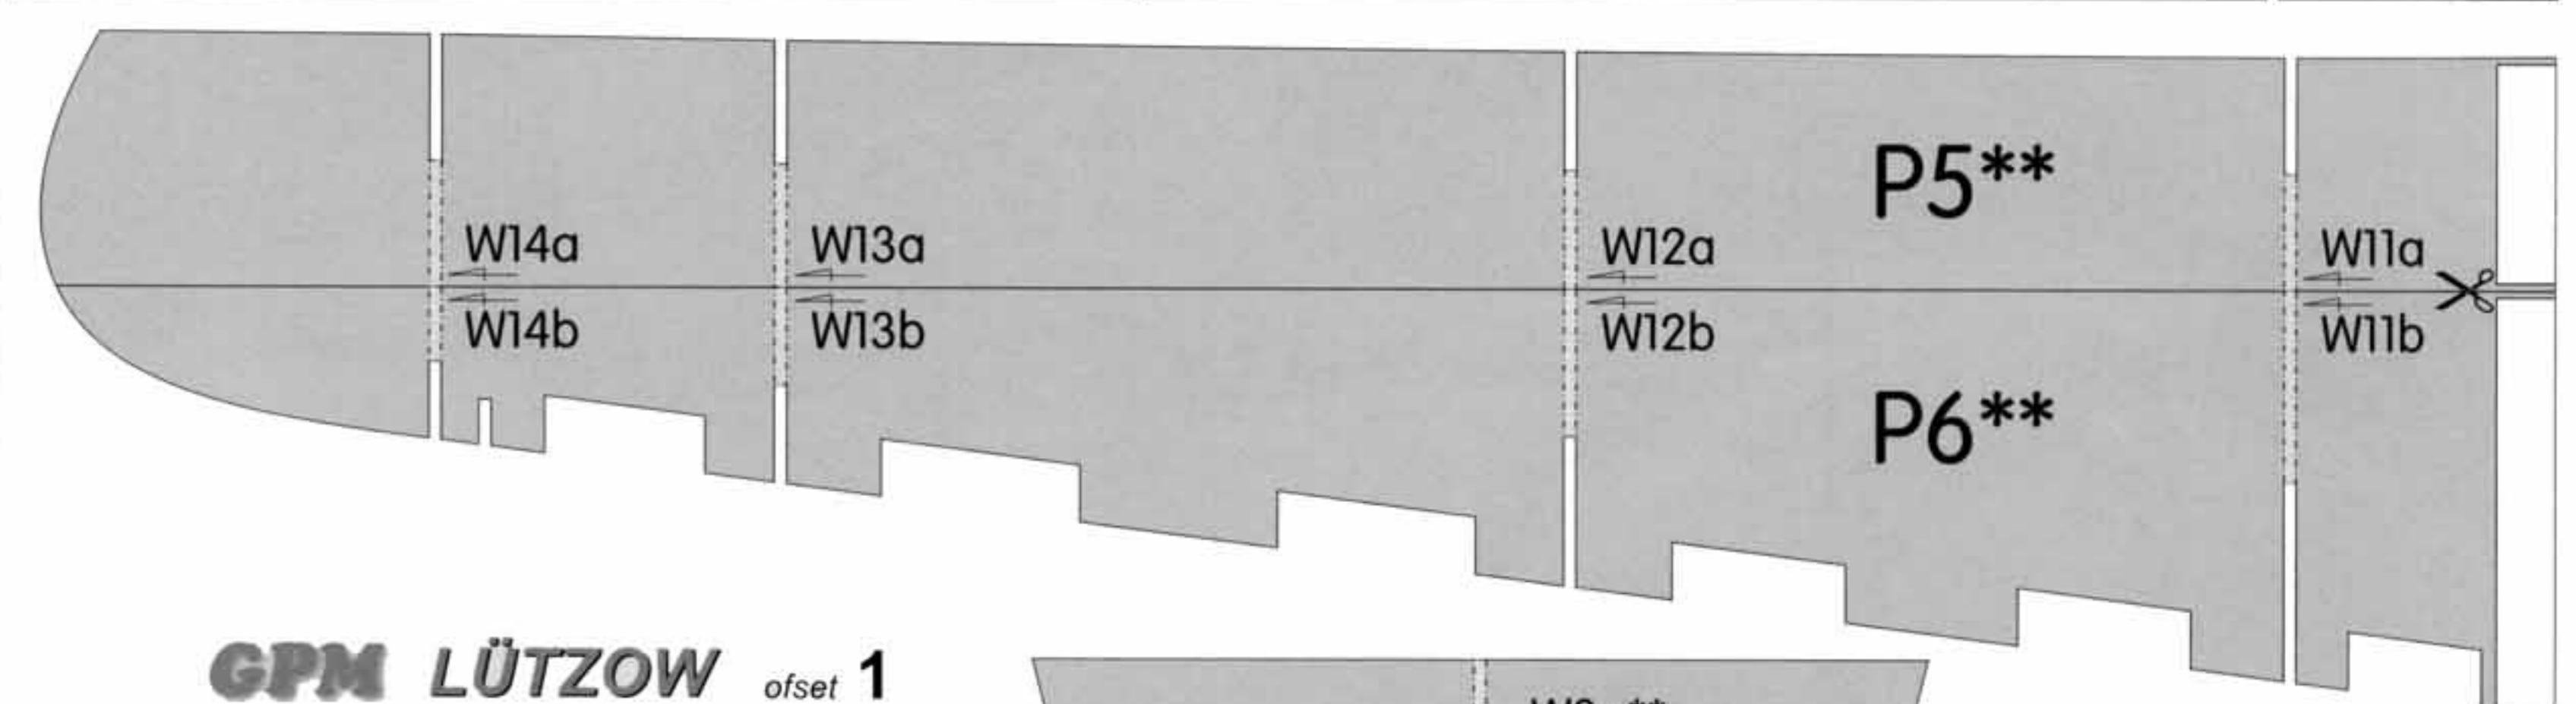 P5**
W14a W13a W12a W11a
W14b W13b W12b W11b
P6**
GPM LÜTZOW ofset 1